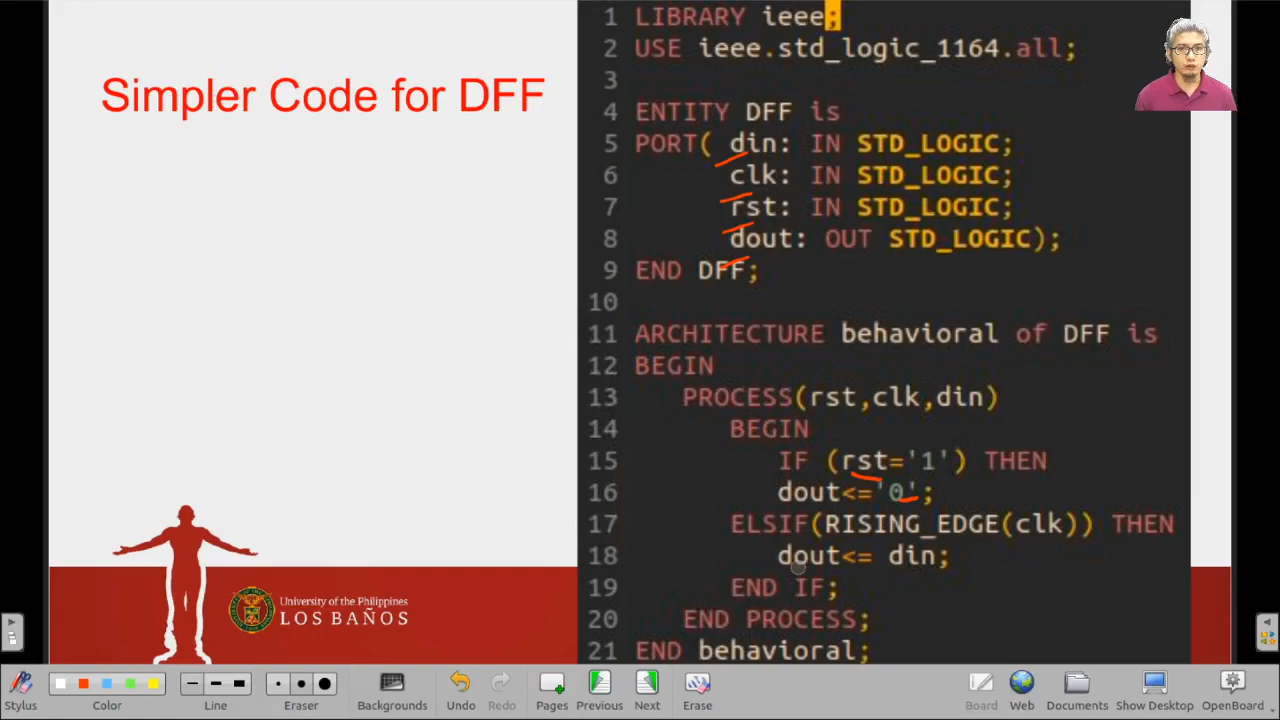 Simpler Code for DFF
1 LIBRARY ieee;
2 USE ieee.std_logic_1164.all;
3
4 ENTITY DFF is
5 PORT( din: IN STD_LOGIC;
6 clk: IN STD_LOGIC;
7 rst: IN STD_LOGIC;
8 dout: OUT STD_LOGIC);
9 END DFF;
10
11 ARCHITECTURE behavioral of DFF is
12 BEGIN
13 PROCESS(rst,clk,din)
14 BEGIN
15 IF (rst='1') THEN
16 dout<='0';
17 ELSIF(RISING_EDGE(clk)) THEN
18 dout<= din;
19 END IF;
20 END PROCESS;
21 END behavioral;
University of the Philippines
LOS BAÑOS
Stylus Color Line Eraser Backgrounds Undo Redo Pages Previous Next Erase Board Web Documents Show Desktop OpenBoard